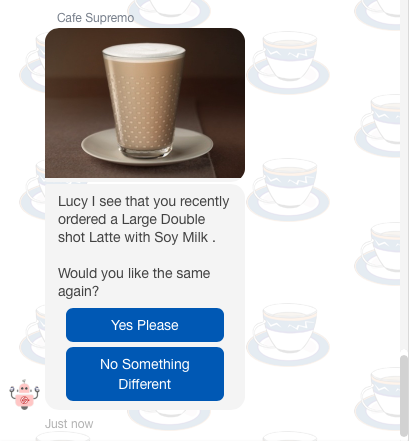 Cafe Supremo
Lucy I see that you recently
ordered a Large Double
shot Latte with Soy Milk .
Would you like the same
again?
Yes Please
No Something
Different
Just now